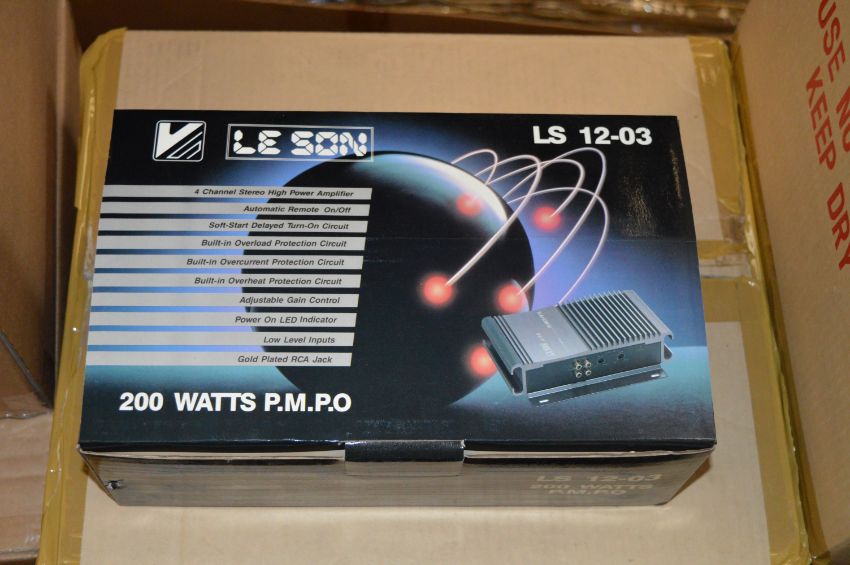 LE SON
LS 12-03
4 Channel Stereo High Power Amplifier
Automatic Remote On/Off
Soft-Start Delayed Turn-On Circuit
Built-in Overload Protection Circuit
Built-in Overcurrent Protection Circuit
Built-in Overheat Protection Circuit
Adjustable Gain Control
Power On LED Indicator
Low Level Inputs
Gold Plated RCA Jack
200 WATTS P.M.P.O
LS 12-03
200 WATTS
P.M.P.O
USE NO
KEEP DRY